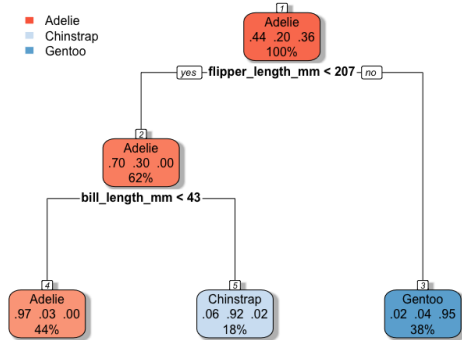 Adelie
Chinstrap
Gentoo
1
Adelie
.44 .20 .36
100%
yes flipper_length_mm < 207 no
2
Adelie
.70 .30 .00
62%
bill_length_mm < 43
4
Adelie
.97 .03 .00
44%
5
Chinstrap
.06 .92 .02
18%
3
Gentoo
.02 .04 .95
38%